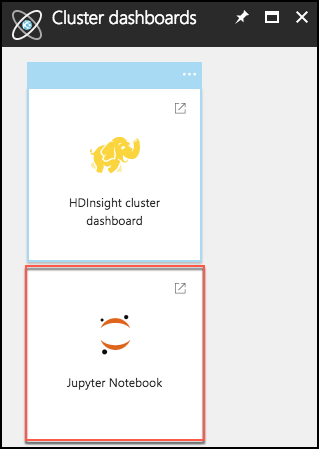 Cluster dashboards
HDInsight cluster
dashboard
Jupyter Notebook